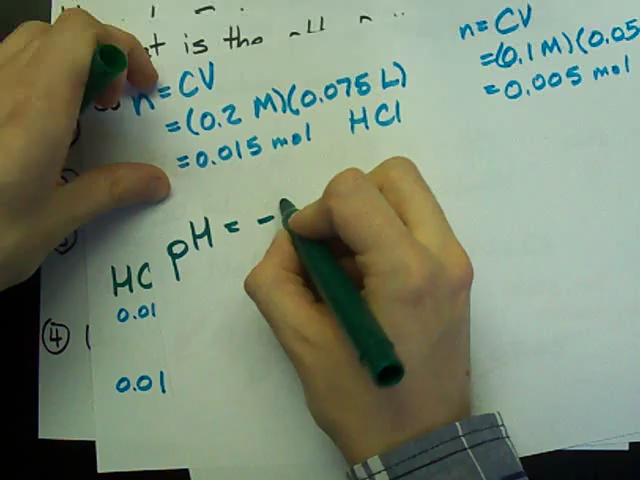 is the
n = CV
= (0.2 M)(0.075 L)
= 0.015 mol HCl
n = CV
= (0.1 M)(0.05
= 0.005 mol
pH = -
HC
0.01
0.01
④